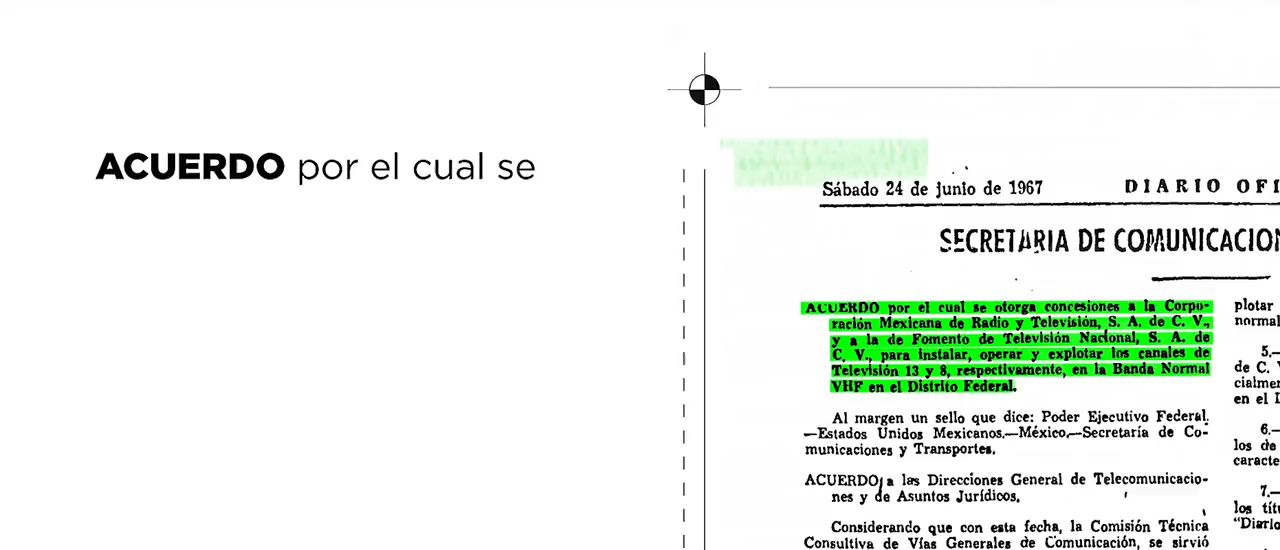 ACUERDO por el cual se
Sábado 24 de junio de 1967 DIARIO OFI
SECRETARIA DE COMUNICACION
ACUERDO por el cual se otorga concesiones a la Corpo-
ración Mexicana de Radio y Televisión, S. A. de C. V.,
y a la de Fomento de Televisión Nacional, S. A. de
C. V., para instalar, operar y explotar los canales de
Televisión 13 y 8, respectivamente, en la Banda Normal
VHF en el Distrito Federal.
Al margen un sello que dice: Poder Ejecutivo Federal.
—Estados Unidos Mexicanos.—México.—Secretaría de Co-
municaciones y Transportes.
ACUERDO a las Direcciones General de Telecomunicacio-
nes y de Asuntos Jurídicos.
Considerando que con esta fecha, la Comisión Técnica
Consultiva de Vías Generales de Comunicación, se sirvió
plotar
normal
5.—
de C. V
cialmen
en el D
6.—
los de
caracte
7.—
los títu
"Diario